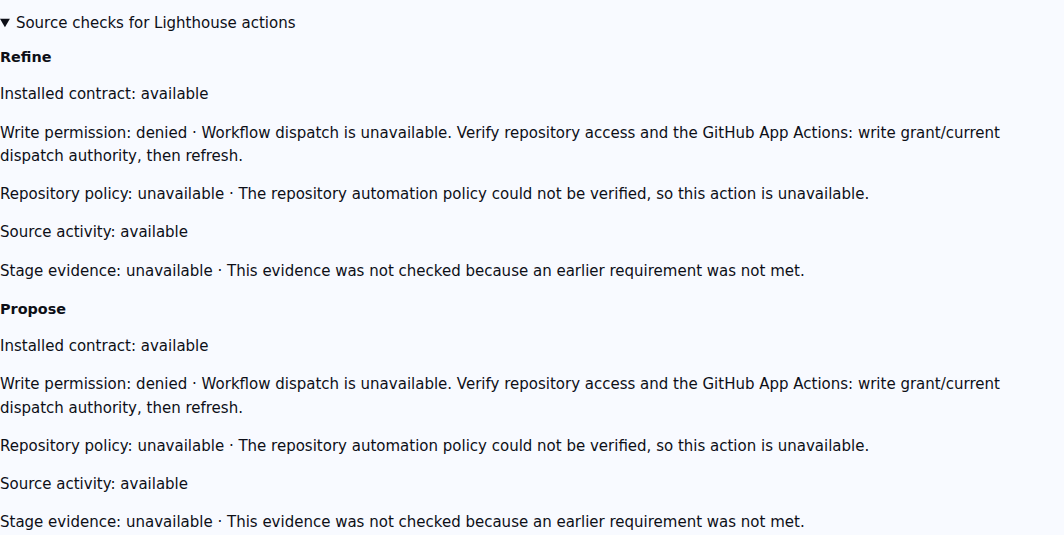 ▼ Source checks for Lighthouse actions
Refine
Installed contract: available
Write permission: denied · Workflow dispatch is unavailable. Verify repository access and the GitHub App Actions: write grant/current
dispatch authority, then refresh.
Repository policy: unavailable · The repository automation policy could not be verified, so this action is unavailable.
Source activity: available
Stage evidence: unavailable · This evidence was not checked because an earlier requirement was not met.
Propose
Installed contract: available
Write permission: denied · Workflow dispatch is unavailable. Verify repository access and the GitHub App Actions: write grant/current
dispatch authority, then refresh.
Repository policy: unavailable · The repository automation policy could not be verified, so this action is unavailable.
Source activity: available
Stage evidence: unavailable · This evidence was not checked because an earlier requirement was not met.